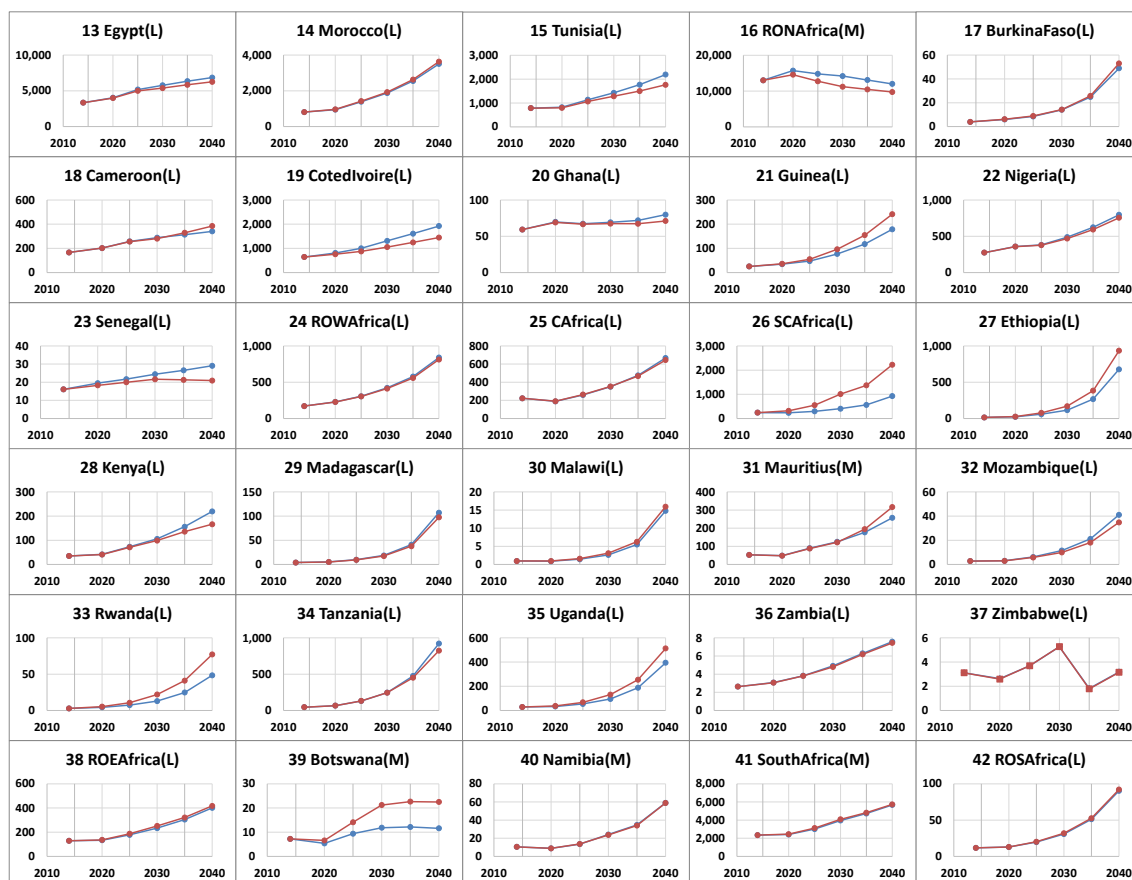 13 Egypt(L)
10,000
5,000
0
2010 2020 2030 2040
14 Morocco(L)
4,000
2,000
0
2010 2020 2030 2040
15 Tunisia(L)
3,000
2,000
1,000
0
2010 2020 2030 2040
16 RONAfrica(M)
20,000
10,000
0
2010 2020 2030 2040
17 BurkinaFaso(L)
60
40
20
0
2010 2020 2030 2040
18 Cameroon(L)
600
400
200
0
2010 2020 2030 2040
19 CotedIvoire(L)
3,000
2,000
1,000
0
2010 2020 2030 2040
20 Ghana(L)
100
50
0
2010 2020 2030 2040
21 Guinea(L)
300
200
100
0
2010 2020 2030 2040
22 Nigeria(L)
1,000
500
0
2010 2020 2030 2040
23 Senegal(L)
40
30
20
10
0
2010 2020 2030 2040
24 ROWAfrica(L)
1,000
500
0
2010 2020 2030 2040
25 CAfrica(L)
800
600
400
200
0
2010 2020 2030 2040
26 SCAfrica(L)
3,000
2,000
1,000
0
2010 2020 2030 2040
27 Ethiopia(L)
1,000
500
0
2010 2020 2030 2040
28 Kenya(L)
300
200
100
0
2010 2020 2030 2040
29 Madagascar(L)
150
100
50
0
2010 2020 2030 2040
30 Malawi(L)
20
15
10
5
0
2010 2020 2030 2040
31 Mauritius(M)
400
300
200
100
0
2010 2020 2030 2040
32 Mozambique(L)
60
40
20
0
2010 2020 2030 2040
33 Rwanda(L)
100
50
0
2010 2020 2030 2040
34 Tanzania(L)
1,000
500
0
2010 2020 2030 2040
35 Uganda(L)
600
400
200
0
2010 2020 2030 2040
36 Zambia(L)
8
6
4
2
0
2010 2020 2030 2040
37 Zimbabwe(L)
6
4
2
0
2010 2020 2030 2040
38 ROEAfrica(L)
600
400
200
0
2010 2020 2030 2040
39 Botswana(M)
30
20
10
0
2010 2020 2030 2040
40 Namibia(M)
80
60
40
20
0
2010 2020 2030 2040
41 SouthAfrica(M)
8,000
6,000
4,000
2,000
0
2010 2020 2030 2040
42 ROSAfrica(L)
100
50
0
2010 2020 2030 2040